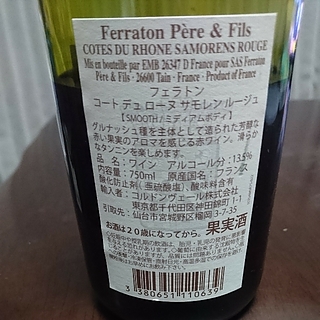 Ferraton Père & Fils
COTES DU RHONE SAMORENS ROUGE
Mis en bouteille par EMB 26347 D France pour SAS Ferraton
Père & Fils - 26600 Tain - France - Product of France
フェラトン
コート デュ ローヌ サモレン ルージュ
【SMOOTH/ミディアムボディ】
グルナッシュ種を主体として造られた芳醇な
赤い果実のアロマを感じる赤ワイン。滑らか
なタンニンを楽しめます。
品名：ワイン アルコール分：13.5%
内容量：750ml 原産国名：フランス
酸化防止剤（亜硫酸塩）、酸味料含有
輸入者：コルドンヴェール株式会社
東京都千代田区神田錦町1-1
引取先：仙台市宮城野区榴岡3-7-35
お酒は20歳になってから。果実酒
3 380651 110639